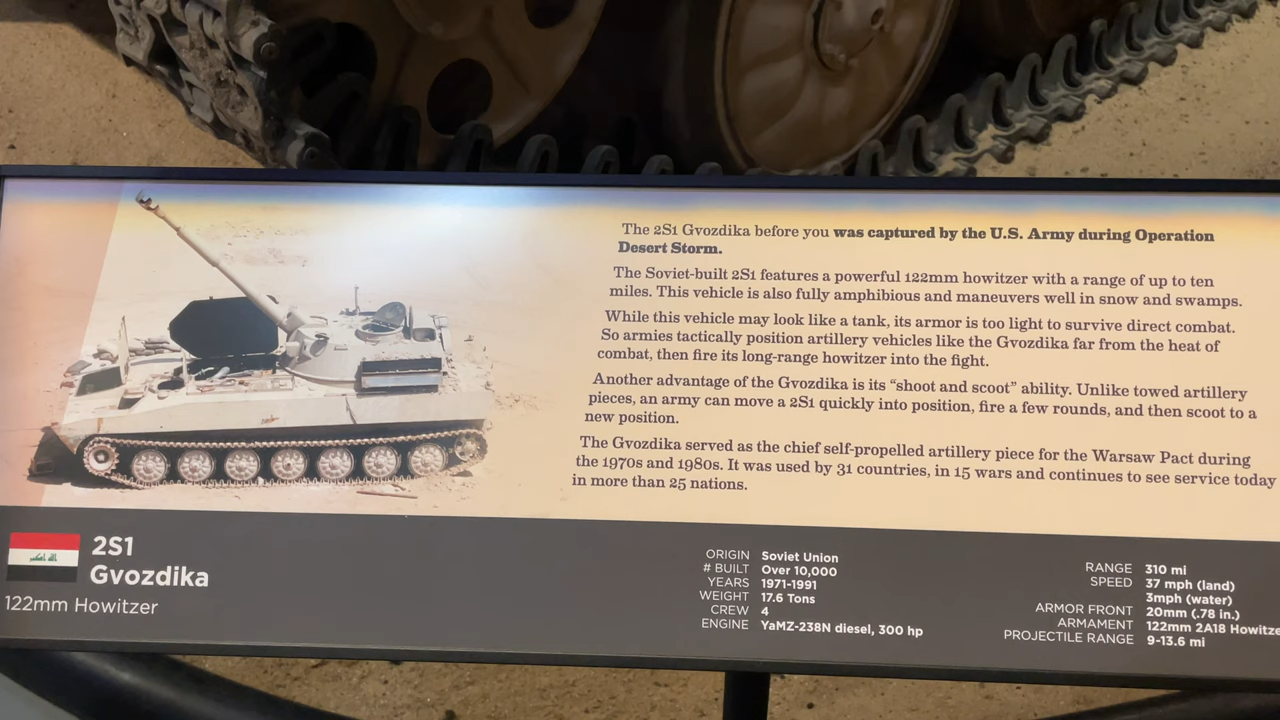 The 2S1 Gvozdika before you was captured by the U.S. Army during Operation
Desert Storm.
The Soviet-built 2S1 features a powerful 122mm howitzer with a range of up to ten
miles. This vehicle is also fully amphibious and maneuvers well in snow and swamps.
While this vehicle may look like a tank, its armor is too light to survive direct combat.
So armies tactically position artillery vehicles like the Gvozdika far from the heat of
combat, then fire its long-range howitzer into the fight.
Another advantage of the Gvozdika is its “shoot and scoot” ability. Unlike towed artillery
pieces, an army can move a 2S1 quickly into position, fire a few rounds, and then scoot to a
new position.
The Gvozdika served as the chief self-propelled artillery piece for the Warsaw Pact during
the 1970s and 1980s. It was used by 31 countries, in 15 wars and continues to see service today
in more than 25 nations.
2S1
Gvozdika
122mm Howitzer
ORIGIN Soviet Union
# BUILT Over 10,000
YEARS 1971-1991
WEIGHT 17.6 Tons
CREW 4
ENGINE YaMZ-238N diesel, 300 hp
RANGE 310 mi
SPEED 37 mph (land)
3mph (water)
ARMOR FRONT 20mm (.78 in.)
ARMAMENT 122mm 2A18 Howitze
PROJECTILE RANGE 9-13.6 mi